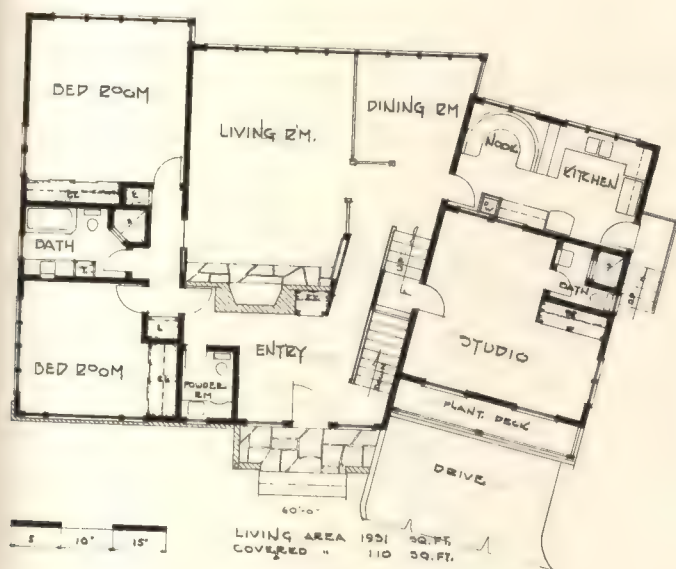 BED ROOM
LIVING R'M.
DINING RM
NOOK
KITCHEN
BATH
BATH
UP
STUDIO
BED ROOM
ENTRY
POWDER
RM
PLANT. DECK
DRIVE
60'-0"
5 10' 15'
LIVING AREA 1931 SQ.FT.
COVERED " 110 SQ.FT.